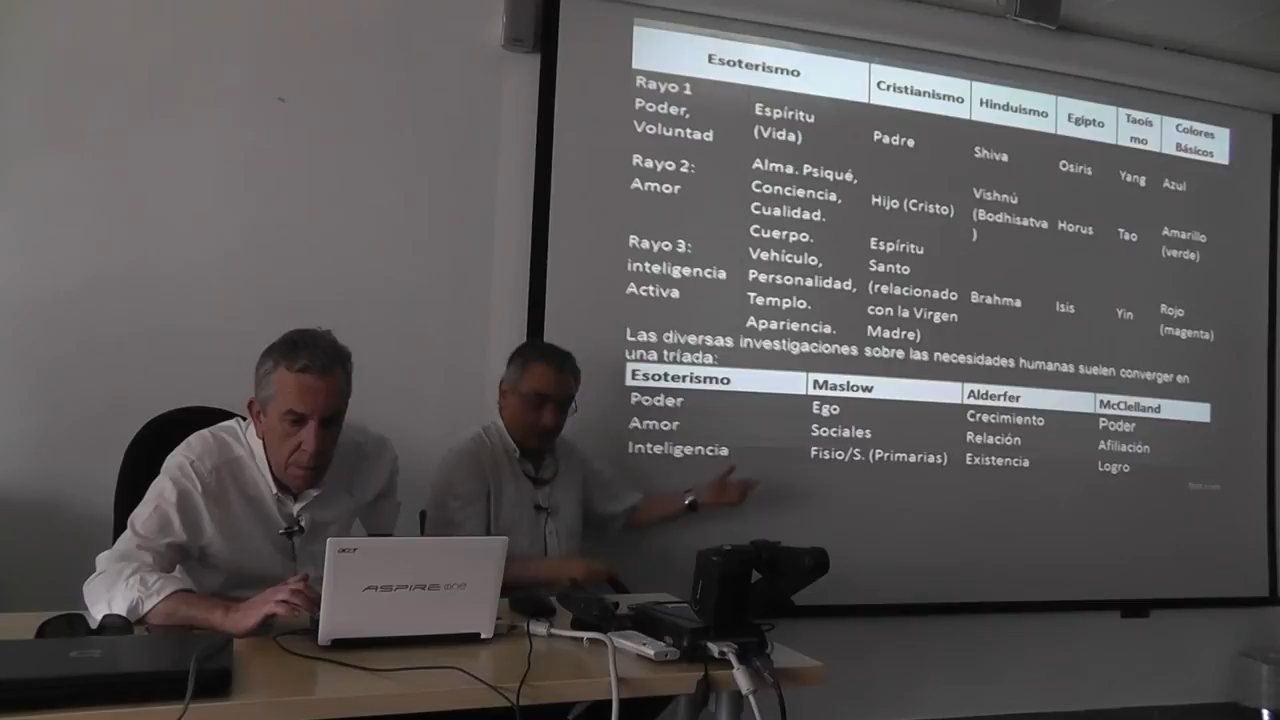 Esoterismo Cristianismo Hinduismo Egipto Taoís
mo Colores
Básicos
Rayo 1
Poder,
Voluntad
Espíritu
(Vida)
Padre
Shiva
Osiris
Yang
Azul
Rayo 2:
Amor
Alma. Psiqué,
Conciencia,
Cualidad.
Hijo (Cristo)
Vishnú
(Bodhisatva
)
Horus
Tao
Amarillo
(verde)
Rayo 3:
inteligencia
Activa
Cuerpo.
Vehículo,
Personalidad,
Templo.
Apariencia.
Espíritu
Santo
(relacionado
con la Virgen
Madre)
Brahma
Isis
Yin
Rojo
(magenta)
Las diversas investigaciones sobre las necesidades humanas suelen converger en
una tríada:
Esoterismo Maslow Alderfer McClelland
Poder Ego Crecimiento Poder
Amor Sociales Relación Afiliación
Inteligencia Fisio/S. (Primarias) Existencia Logro
acer
ASPIRE one